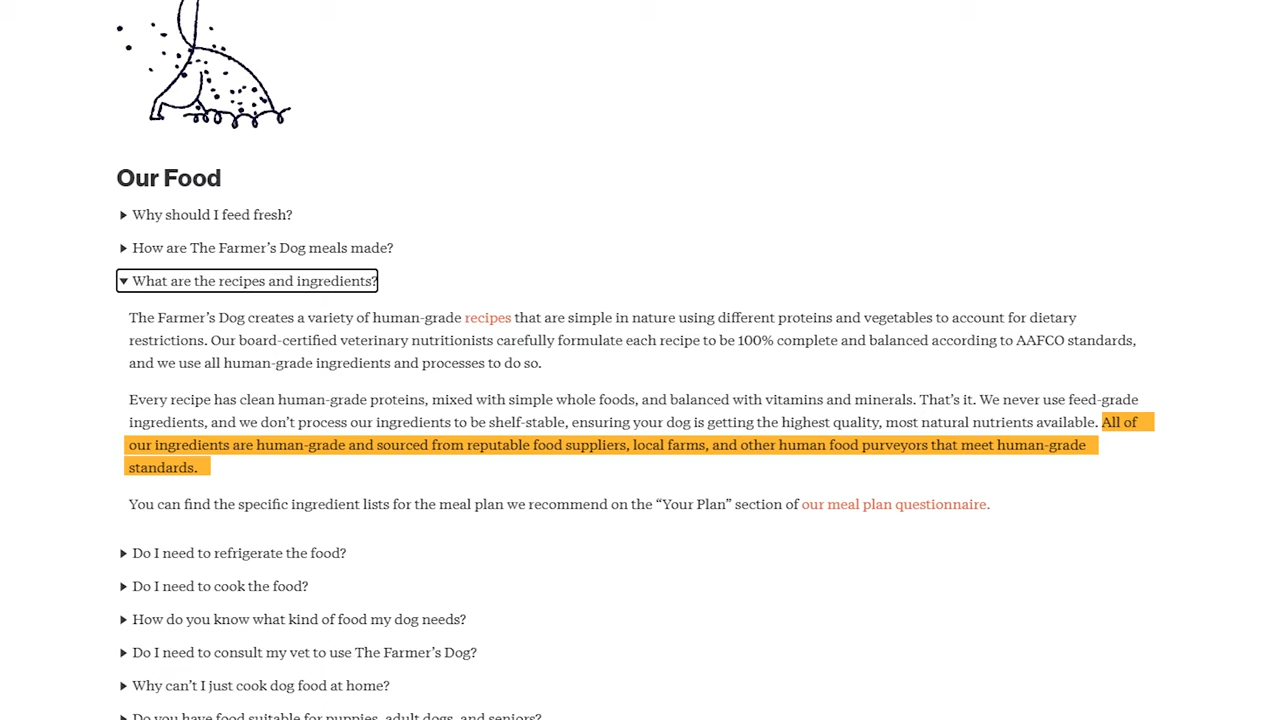 Our Food
Why should I feed fresh?
How are The Farmer’s Dog meals made?
What are the recipes and ingredients?
The Farmer’s Dog creates a variety of human-grade recipes that are simple in nature using different proteins and vegetables to account for dietary
restrictions. Our board-certified veterinary nutritionists carefully formulate each recipe to be 100% complete and balanced according to AAFCO standards,
and we use all human-grade ingredients and processes to do so.
Every recipe has clean human-grade proteins, mixed with simple whole foods, and balanced with vitamins and minerals. That’s it. We never use feed-grade
ingredients, and we don’t process our ingredients to be shelf-stable, ensuring your dog is getting the highest quality, most natural nutrients available. All of
our ingredients are human-grade and sourced from reputable food suppliers, local farms, and other human food purveyors that meet human-grade
standards.
You can find the specific ingredient lists for the meal plan we recommend on the “Your Plan” section of our meal plan questionnaire.
Do I need to refrigerate the food?
Do I need to cook the food?
How do you know what kind of food my dog needs?
Do I need to consult my vet to use The Farmer’s Dog?
Why can’t I just cook dog food at home?
Do you have food suitable for puppies, adult dogs, and seniors?